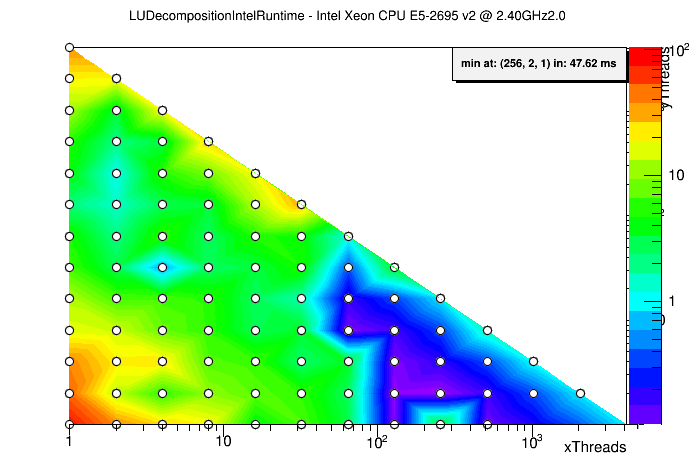 LUDecompositionIntelRuntime - Intel Xeon CPU E5-2695 v2 @ 2.40GHz2.0
min at: (256, 2, 1) in: 47.62 ms
10²
yThreads
10
1
1
10
10²
10³
xThreads